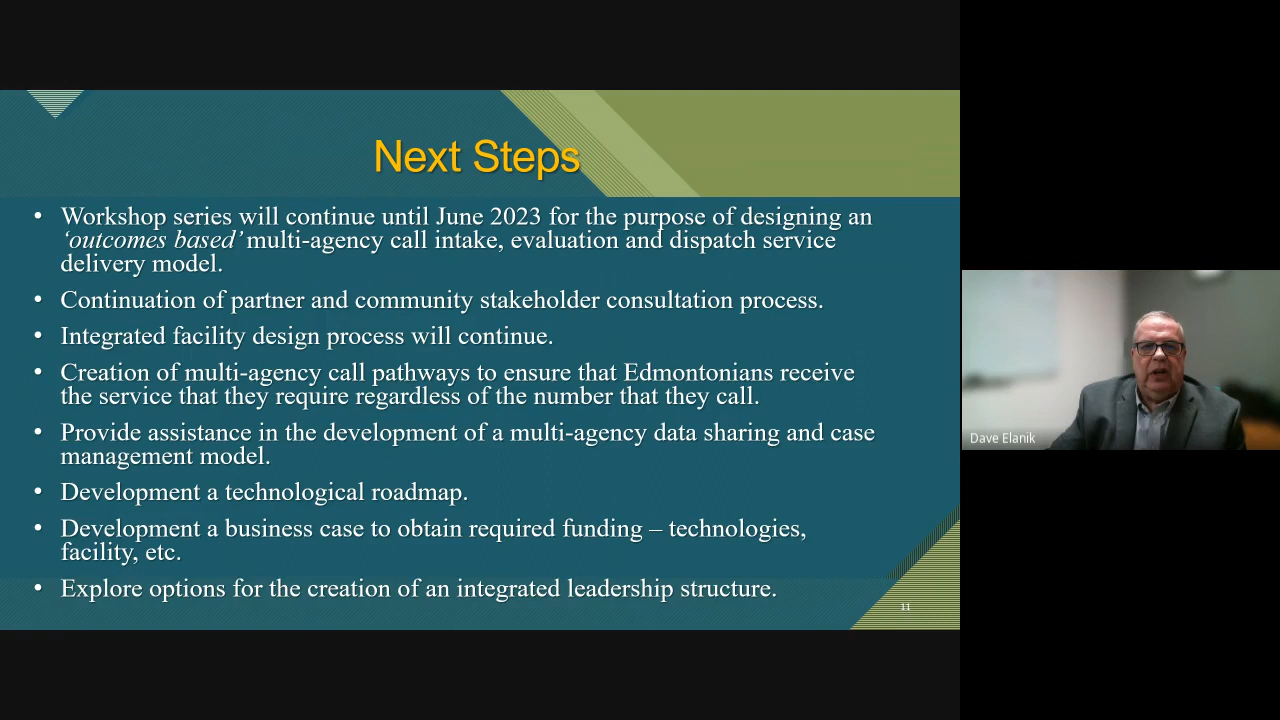 Next Steps
• Workshop series will continue until June 2023 for the purpose of designing an
‘outcomes based’ multi-agency call intake, evaluation and dispatch service
delivery model.
• Continuation of partner and community stakeholder consultation process.
• Integrated facility design process will continue.
• Creation of multi-agency call pathways to ensure that Edmontonians receive
the service that they require regardless of the number that they call.
• Provide assistance in the development of a multi-agency data sharing and case
management model.
• Development a technological roadmap.
• Development a business case to obtain required funding – technologies,
facility, etc.
• Explore options for the creation of an integrated leadership structure.
11
Dave Elanik